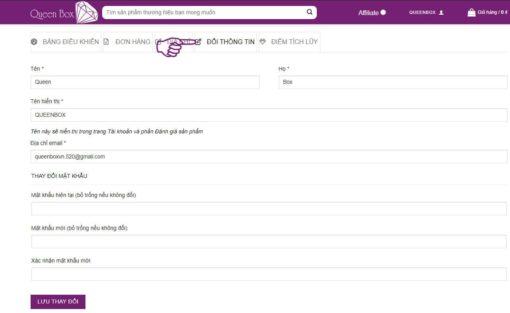 Queen Box
Tìm sản phẩm thương hiệu bạn mong muốn
Affiliate
QUEENBOX
Giỏ hàng / 0 ₫
BẢNG ĐIỀU KHIỂN
ĐƠN HÀNG
ĐỔI THÔNG TIN
ĐIỂM TÍCH LŨY
Tên *
Họ *
Queen
Box
Tên hiển thị *
QUEENBOX
Tên này sẽ hiển thị trong trang Tài khoản và phần Đánh giá sản phẩm
Địa chỉ email *
queenboxvn.520@gmail.com
THAY ĐỔI MẬT KHẨU
Mật khẩu hiện tại (bỏ trống nếu không đổi)
Mật khẩu mới (bỏ trống nếu không đổi)
Xác nhận mật khẩu mới
LƯU THAY ĐỔI